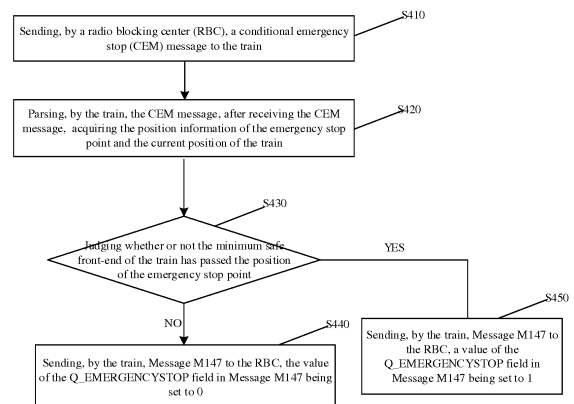 S410
Sending, by a radio blocking center (RBC), a conditional emergency
stop (CEM) message to the train
S420
Parsing, by the train, the CEM message, after receiving the CEM
message, acquiring the position information of the emergency stop
point and the current position of the train
S430
Judging whether or not the minimum safe
front-end of the train has passed the position
of the emergency stop point
YES
NO
S440
Sending, by the train, Message M147 to the RBC, the value
of the Q_EMERGENCYSTOP field in Message M147 being
set to 0
S450
Sending, by the train, Message M147 to
the RBC, a value of the
Q_EMERGENCYSTOP field in
Message M147 being set to 1